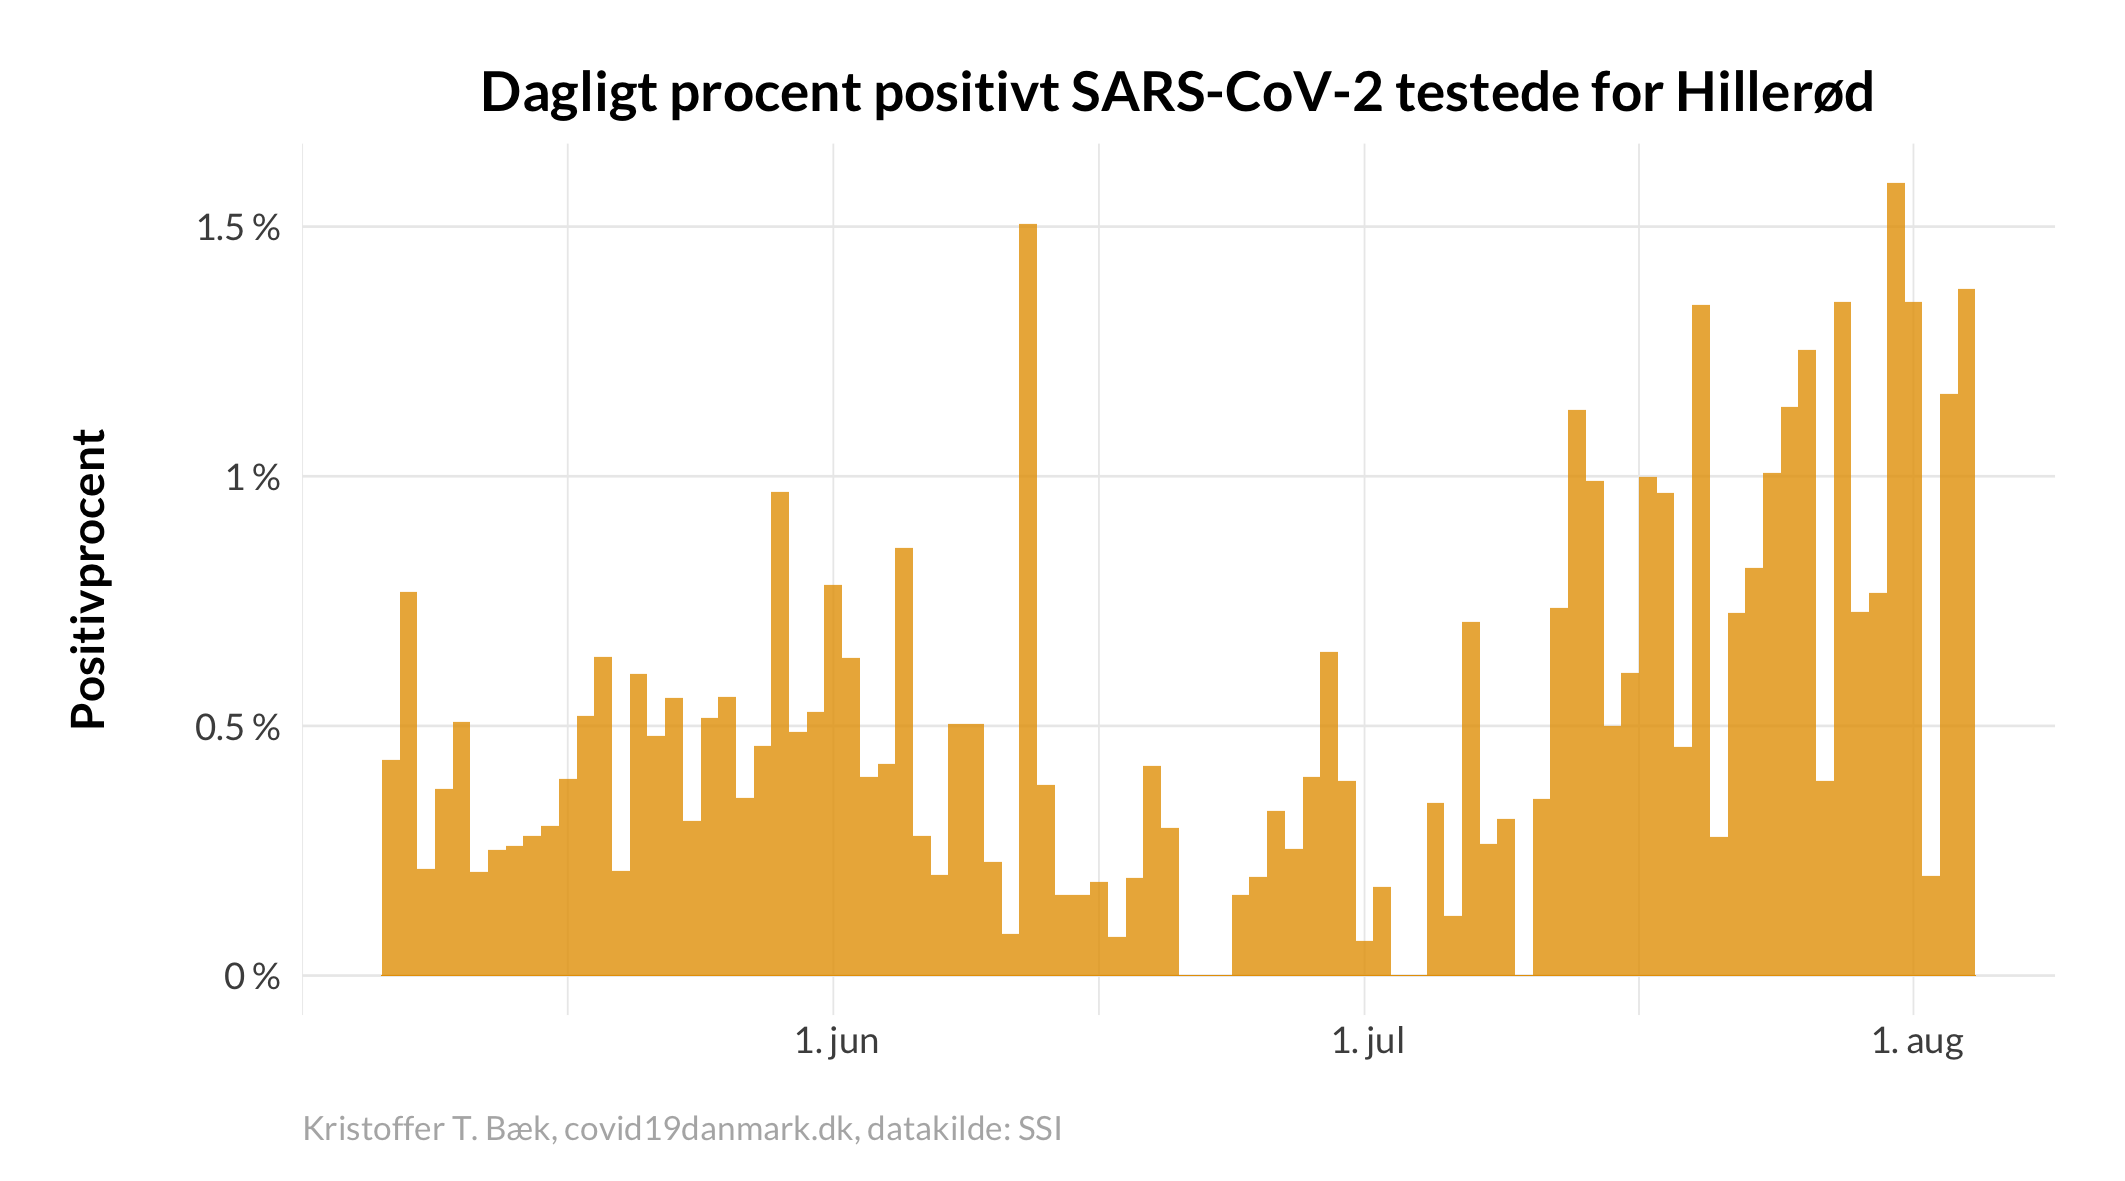 Dagligt procent positivt SARS-CoV-2 testede for Hillerød
Positivprocent
1.5 %
1 %
0.5 %
0 %
1. jun
1. jul
1. aug
Kristoffer T. Bæk, covid19danmark.dk, datakilde: SSI